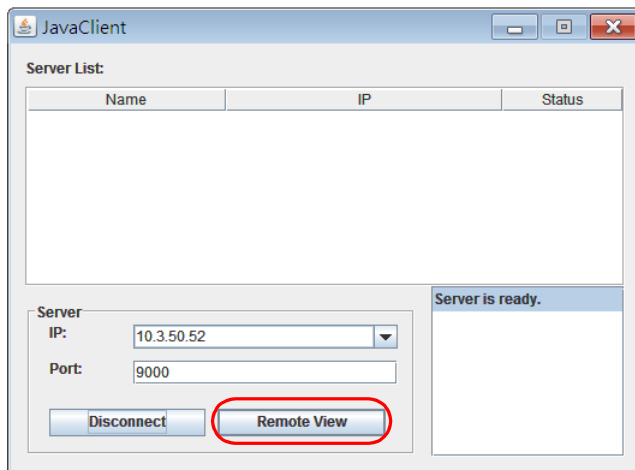 JavaClient
Server List:
Name IP Status
Server is ready.
Server
IP: 10.3.50.52
Port: 9000
Disconnect Remote View